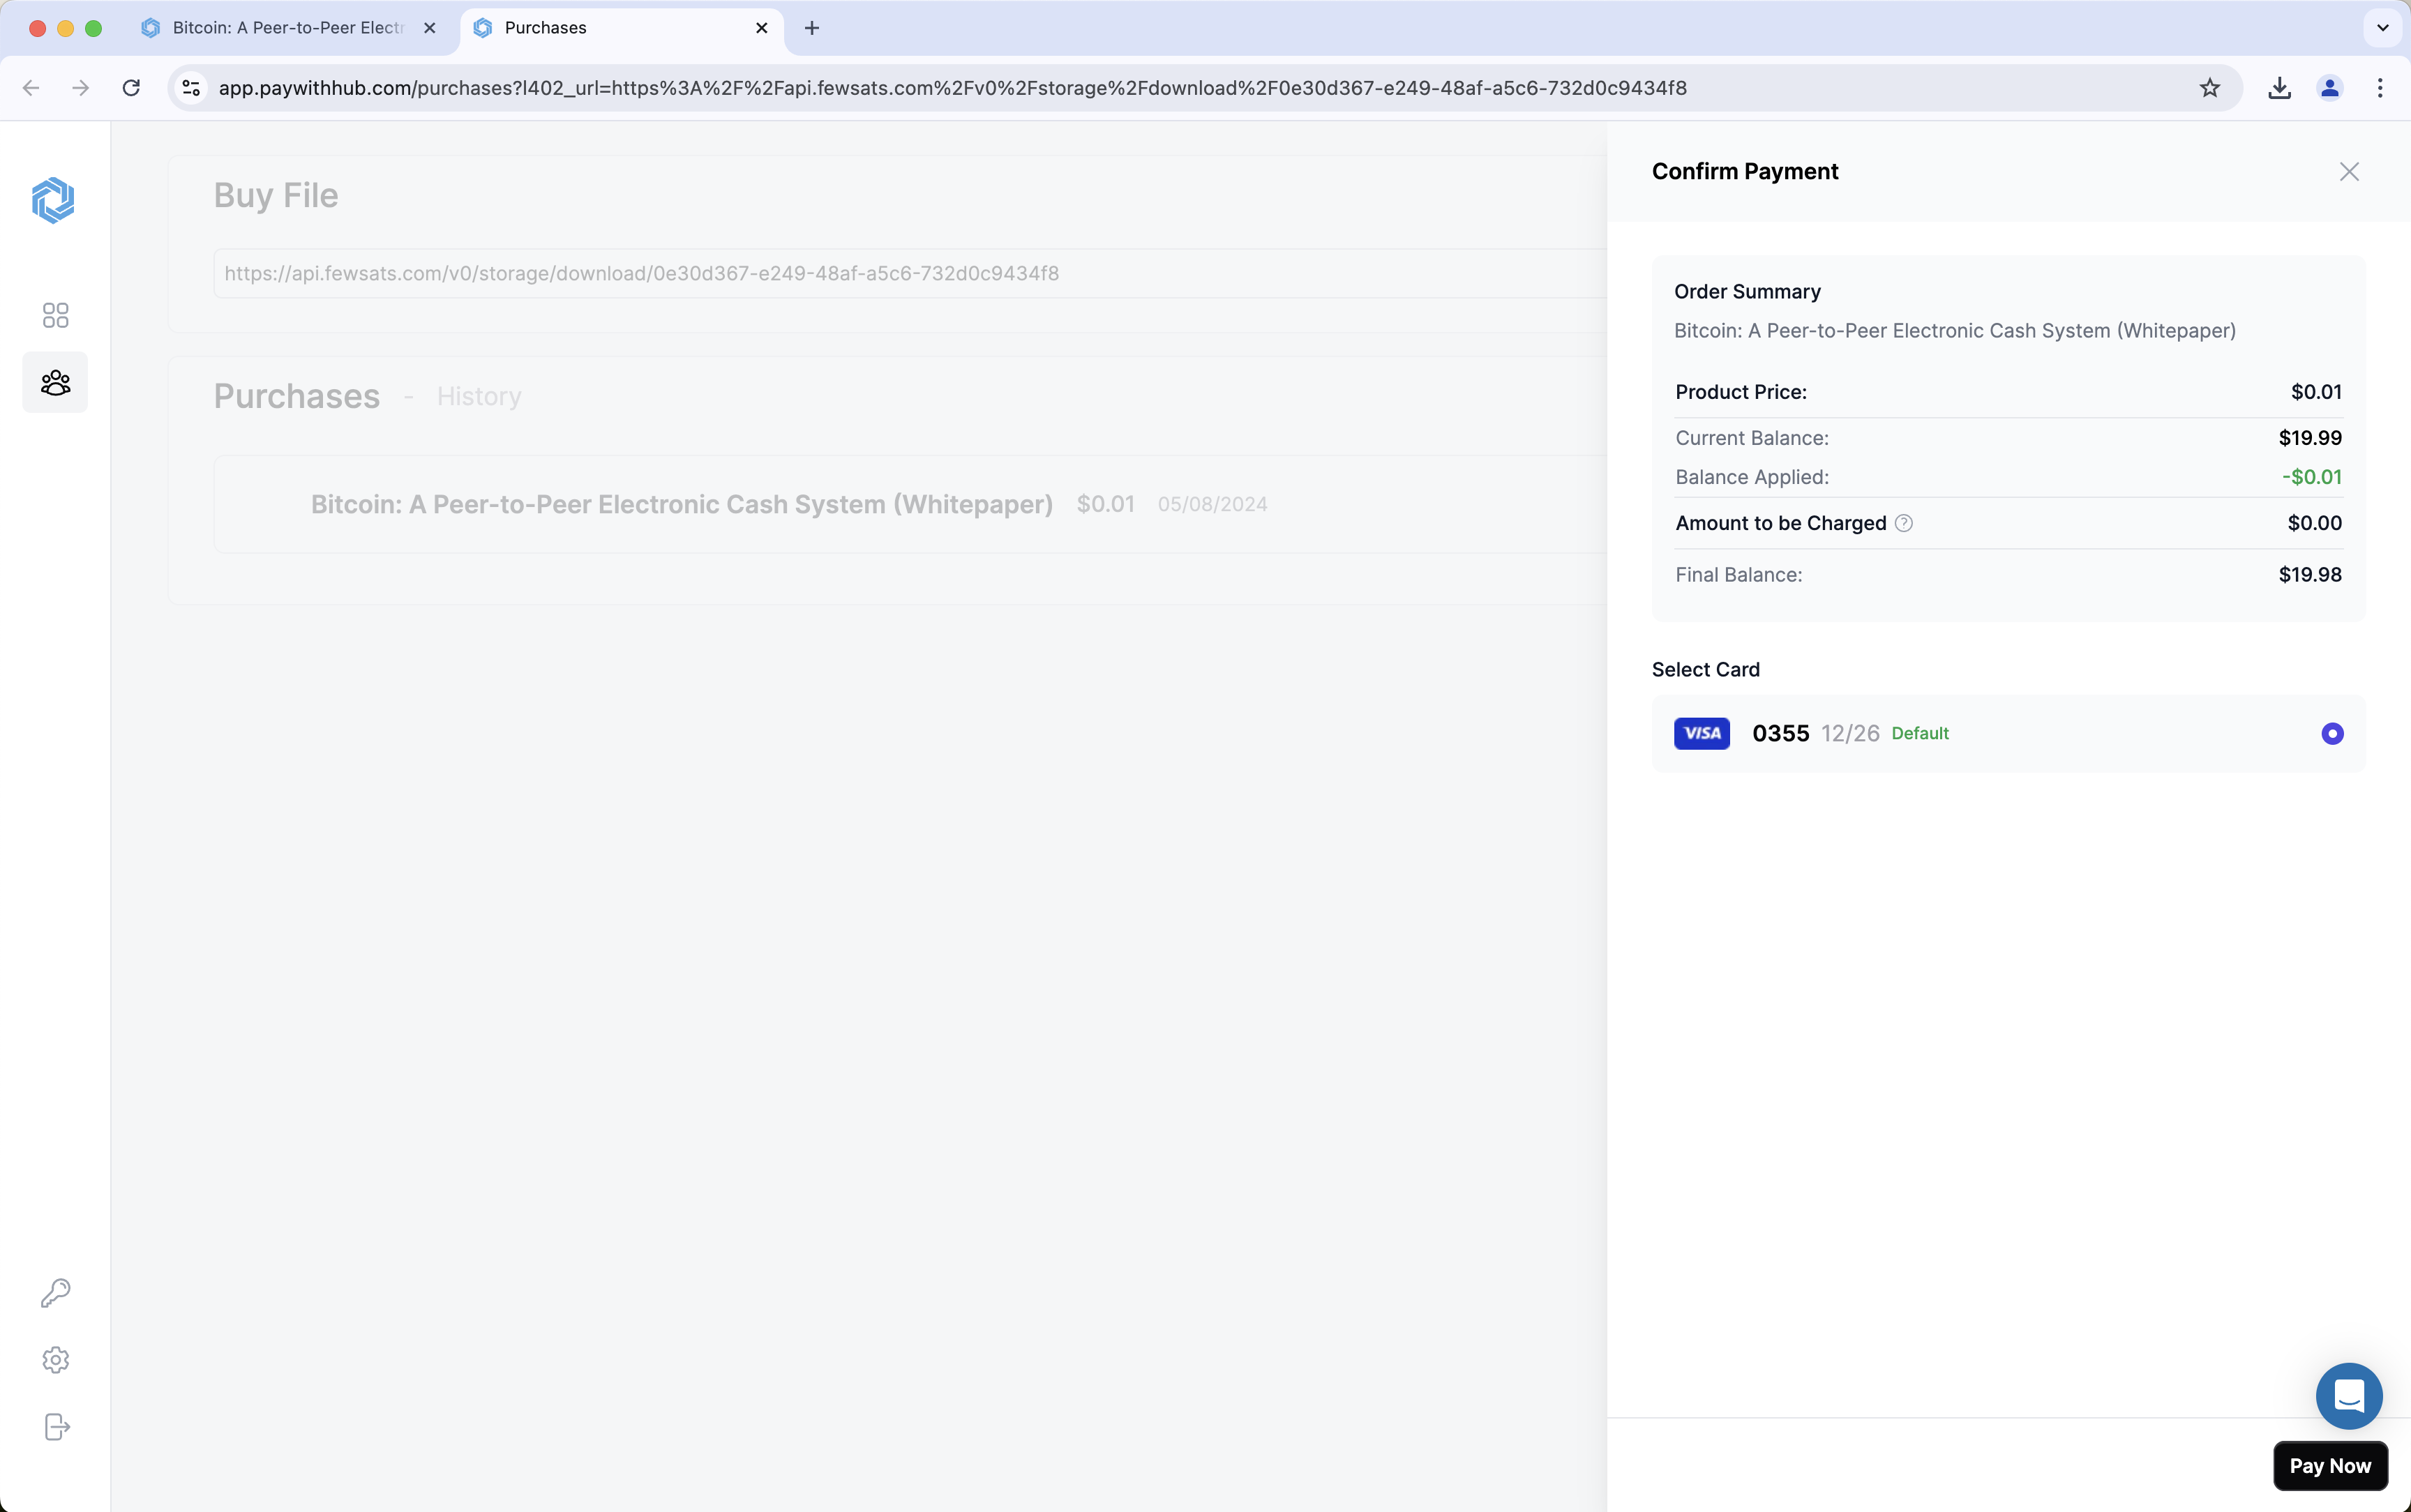 Bitcoin: A Peer-to-Peer Electr
Purchases
app.paywithhub.com/purchases?l402_url=https%3A%2F%2Fapi.fewsats.com%2Fv0%2Fstorage%2Fdownload%2F0e30d367-e249-48af-a5c6-732d0c9434f8
Buy File
https://api.fewsats.com/v0/storage/download/0e30d367-e249-48af-a5c6-732d0c9434f8
Purchases - History
Bitcoin: A Peer-to-Peer Electronic Cash System (Whitepaper) $0.01 05/08/2024
Confirm Payment
Order Summary
Bitcoin: A Peer-to-Peer Electronic Cash System (Whitepaper)
Product Price: $0.01
Current Balance: $19.99
Balance Applied: -$0.01
Amount to be Charged $0.00
Final Balance: $19.98
Select Card
VISA 0355 12/26 Default
Pay Now